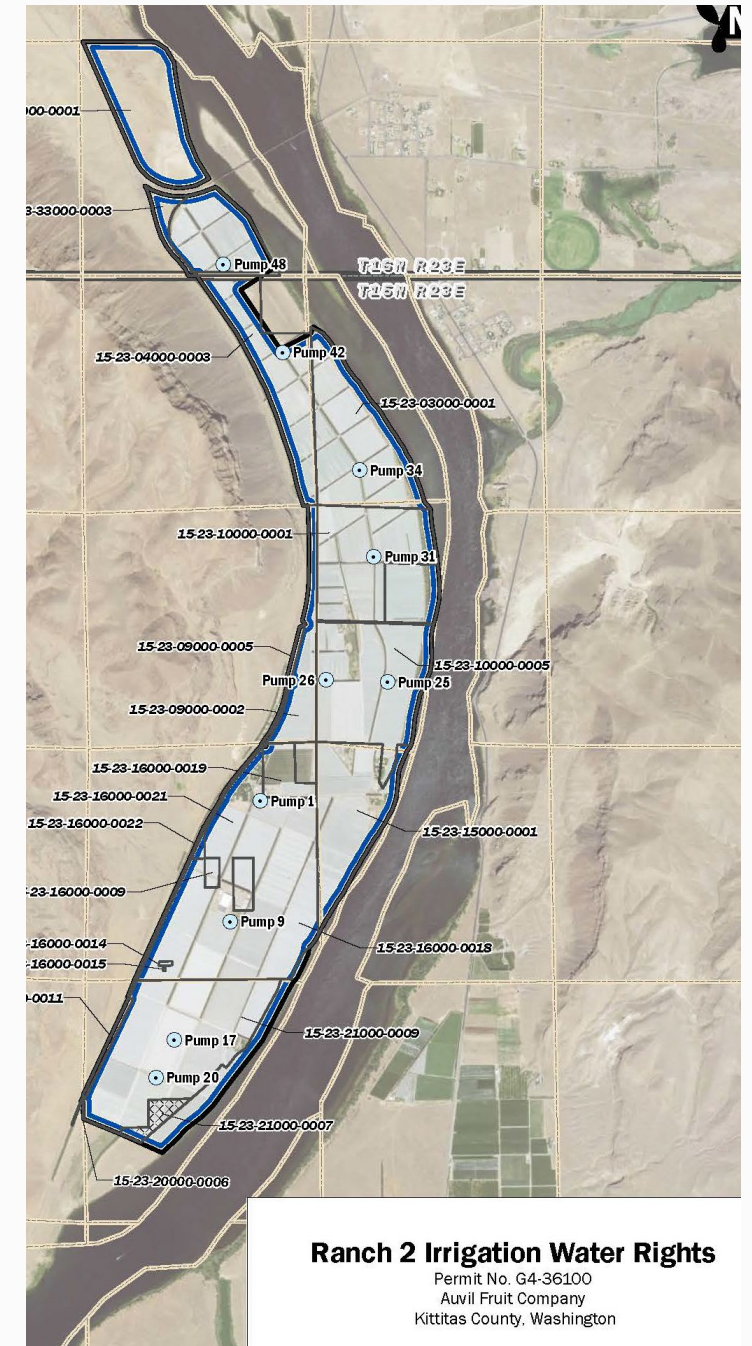 N
00-0001
3-33000-0003
Pump 48
T16N R23E
T15N R23E
Pump 42
15-23-04000-0003
15-23-03000-0001
Pump 34
15-23-10000-0001
Pump 31
15-23-09000-0005
15-23-10000-0005
Pump 26
Pump 25
15-23-09000-0002
15-23-16000-0019
15-23-16000-0021
Pump 1
15-23-16000-0022
15-23-15000-0001
-23-16000-0009
Pump 9
-16000-0014
15-23-16000-0018
-16000-0015
-0011
15-23-21000-0009
Pump 17
Pump 20
15-23-21000-0007
15-23-20000-0006
Ranch 2 Irrigation Water Rights
Permit No. G4-36100
Auvil Fruit Company
Kittitas County, Washington